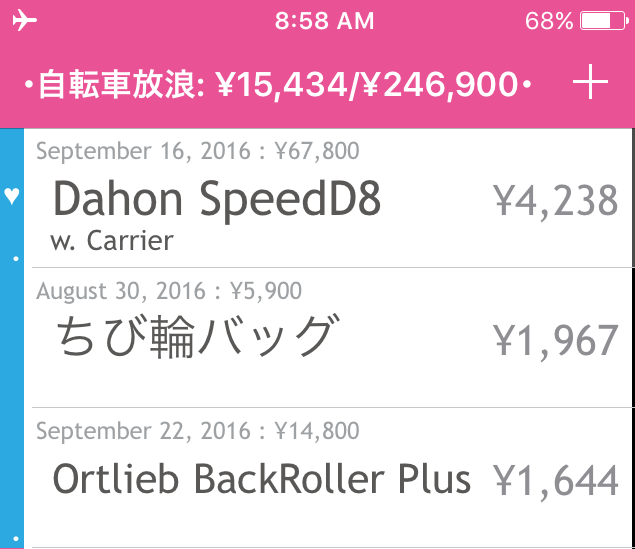 8:58 AM
68%
•自転車放浪: ¥15,434/¥246,900•
September 16, 2016 : ¥67,800
Dahon SpeedD8
¥4,238
w. Carrier
August 30, 2016 : ¥5,900
ちび輪バッグ
¥1,967
September 22, 2016 : ¥14,800
Ortlieb BackRoller Plus
¥1,644